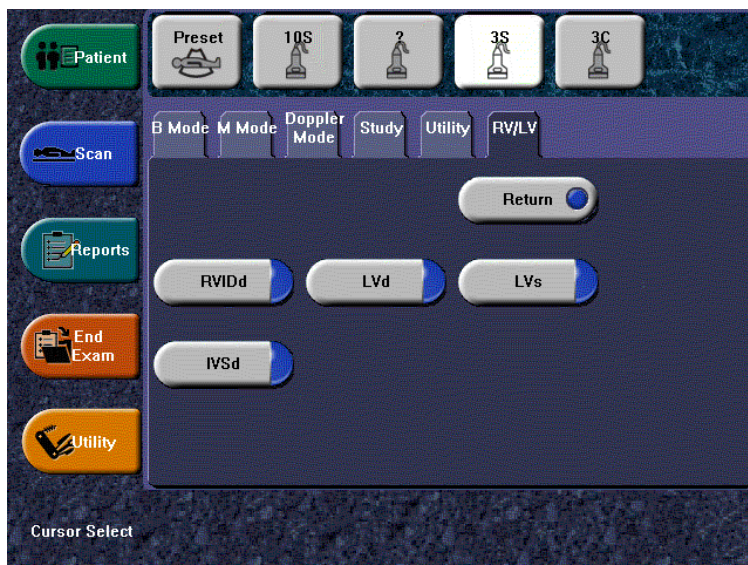 Patient
Preset
10S
?
3S
3C
B Mode
M Mode
Doppler
Mode
Study
Utility
RV/LV
Scan
Return
Reports
RVIDd
LVd
LVs
End
Exam
IVSd
Utility
Cursor Select